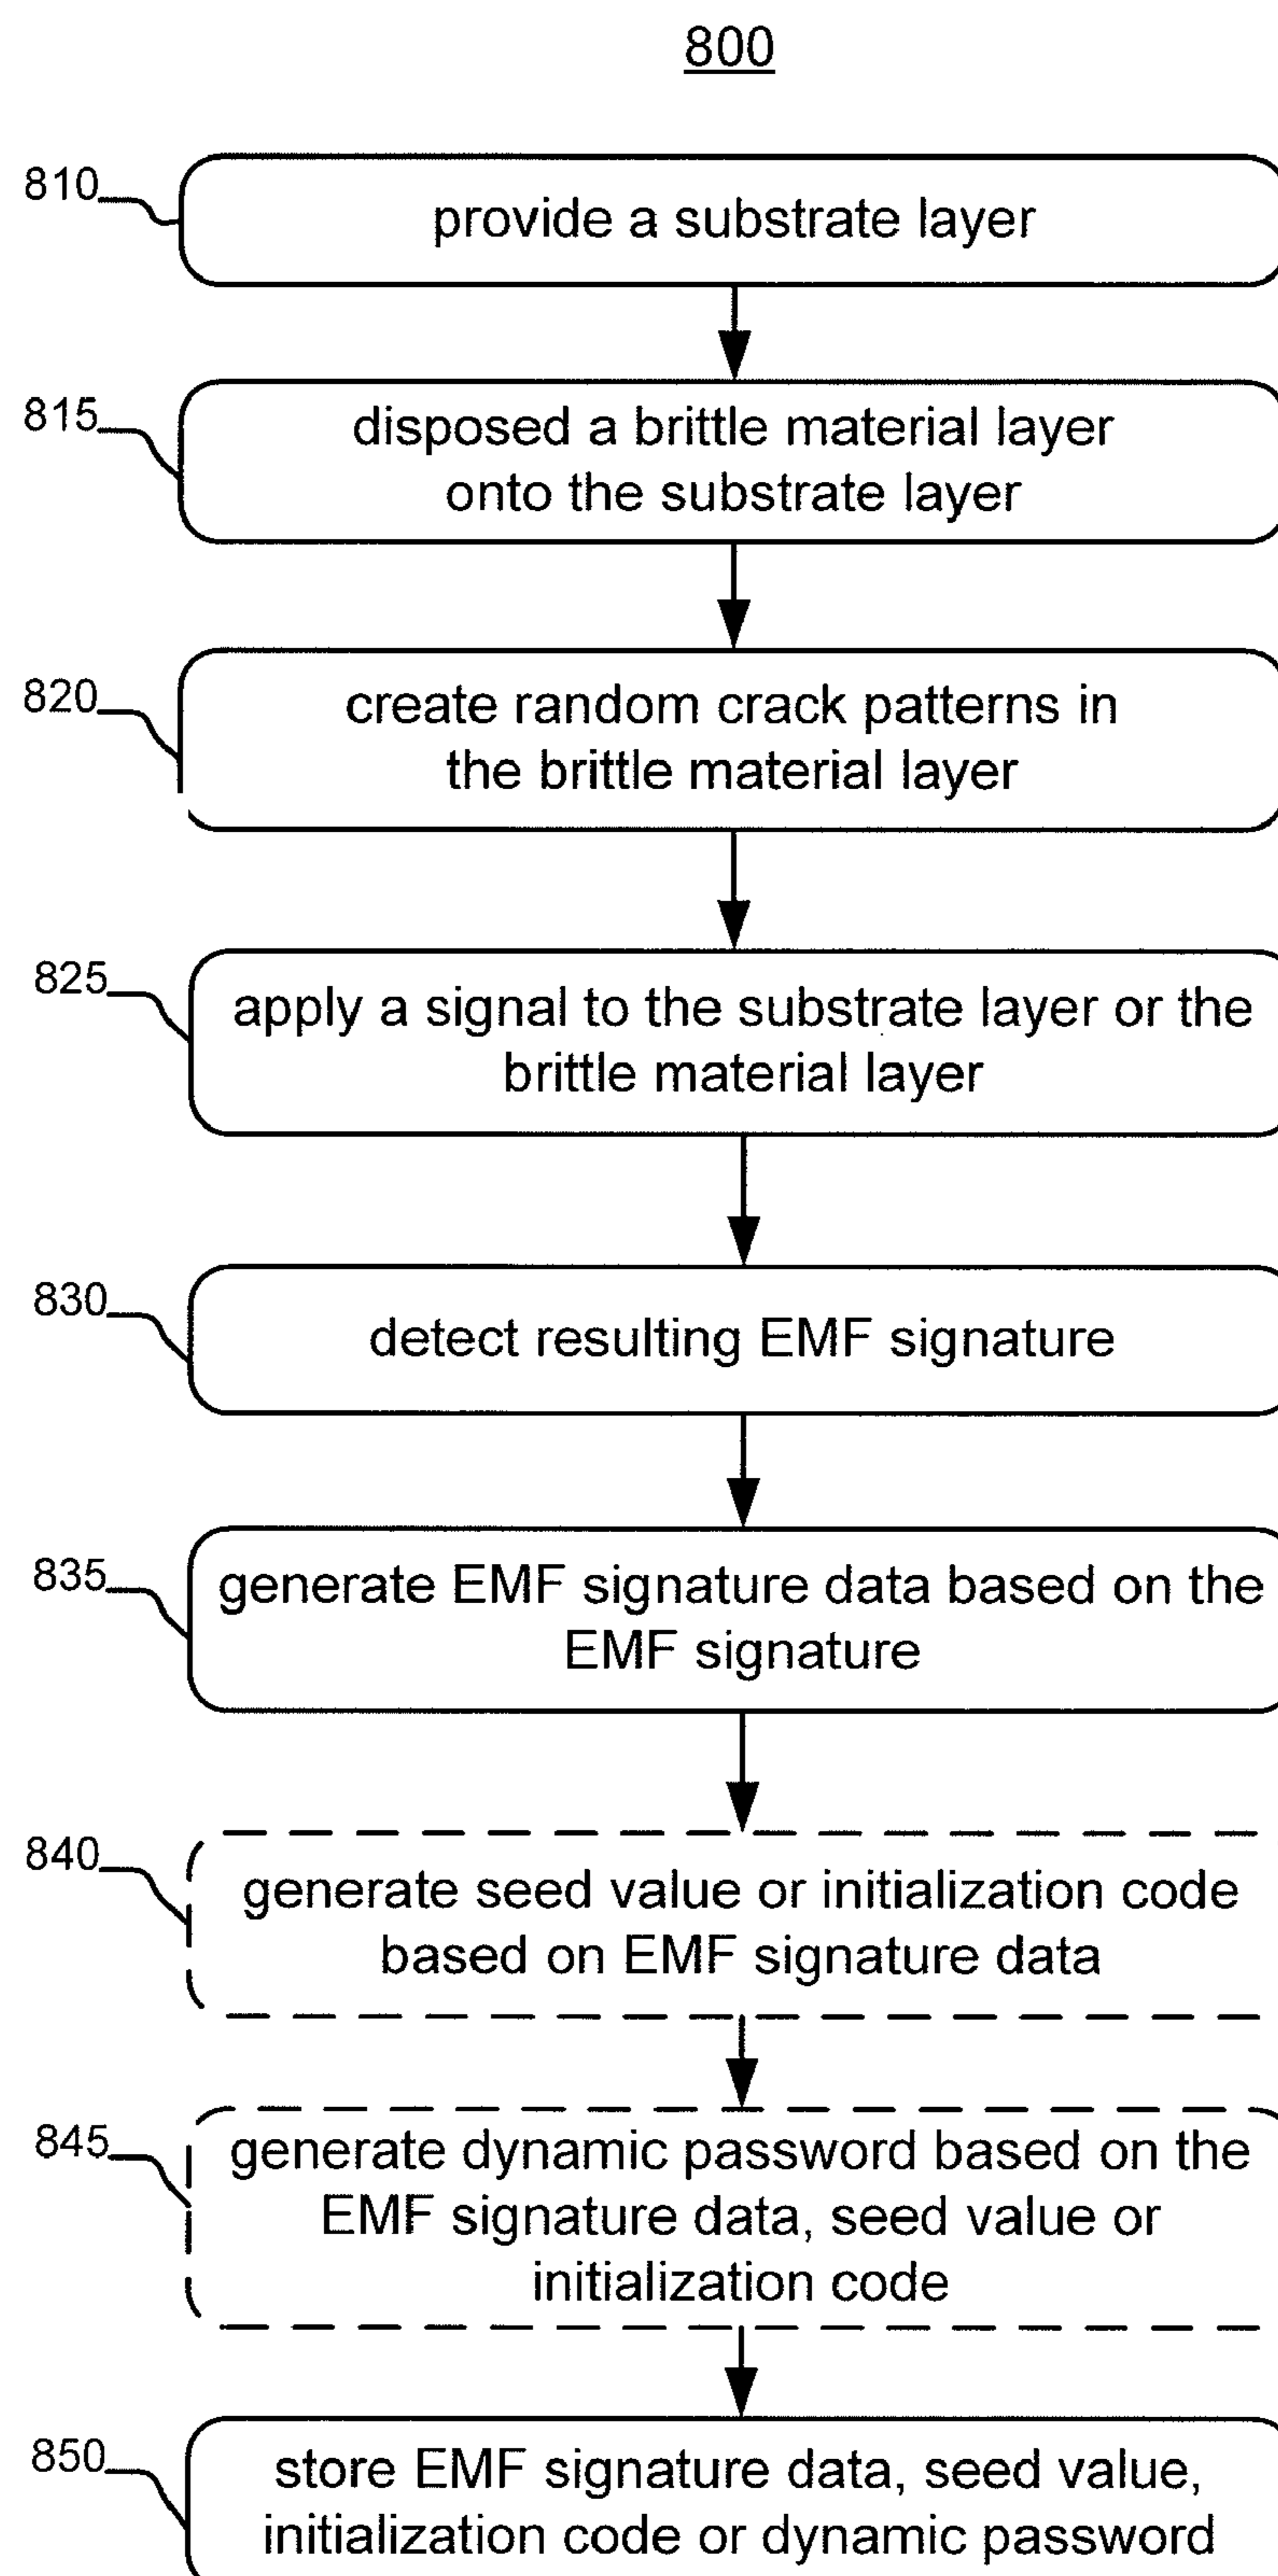 800
810
provide a substrate layer
815
disposed a brittle material layer
onto the substrate layer
820
create random crack patterns in
the brittle material layer
825
apply a signal to the substrate layer or the
brittle material layer
830
detect resulting EMF signature
835
generate EMF signature data based on the
EMF signature
840
generate seed value or initialization code
based on EMF signature data
845
generate dynamic password based on the
EMF signature data, seed value or
initialization code
850
store EMF signature data, seed value,
initialization code or dynamic password